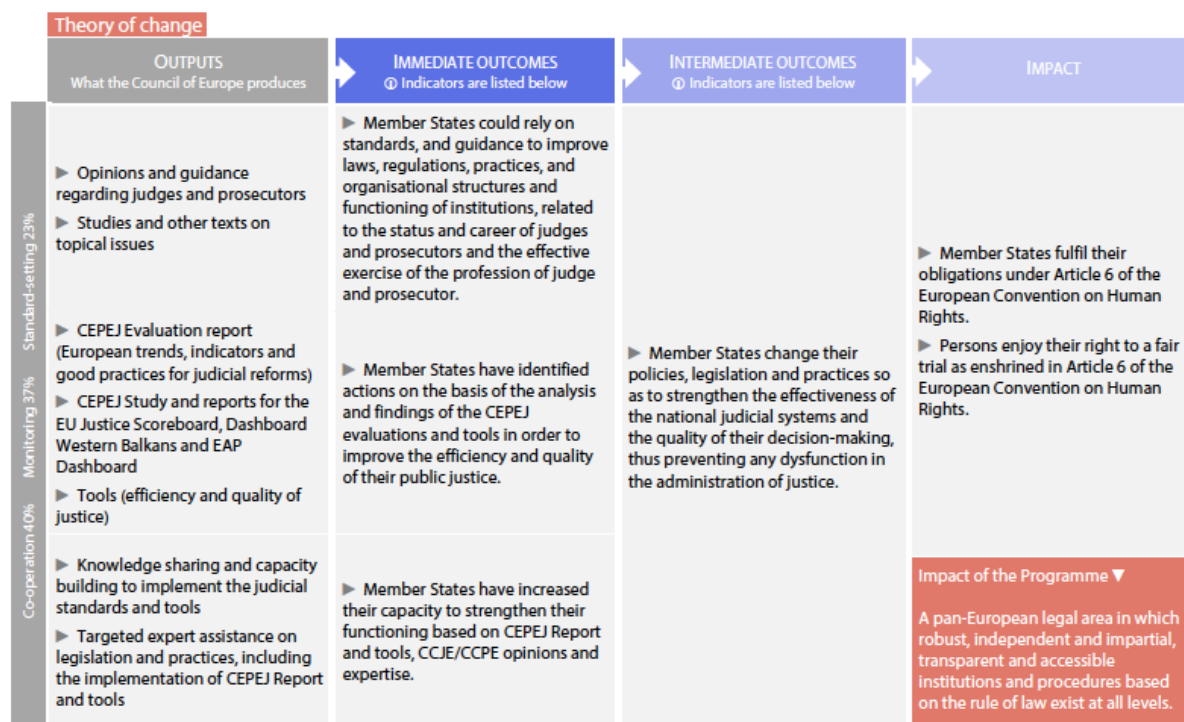 Theory of change
OUTPUTS
What the Council of Europe produces
IMMEDIATE OUTCOMES
ⓘ Indicators are listed below
INTERMEDIATE OUTCOMES
ⓘ Indicators are listed below
IMPACT
Standard-setting 23%
Monitoring 37%
Co-operation 40%
► Opinions and guidance
regarding judges and prosecutors
► Studies and other texts on
topical issues
► CEPEJ Evaluation report
(European trends, indicators and
good practices for judicial reforms)
► CEPEJ Study and reports for the
EU Justice Scoreboard, Dashboard
Western Balkans and EAP
Dashboard
► Tools (efficiency and quality of
justice)
► Knowledge sharing and capacity
building to implement the judicial
standards and tools
► Targeted expert assistance on
legislation and practices, including
the implementation of CEPEJ Report
and tools
► Member States could rely on
standards, and guidance to improve
laws, regulations, practices, and
organisational structures and
functioning of institutions, related
to the status and career of judges
and prosecutors and the effective
exercise of the profession of judge
and prosecutor.
► Member States have identified
actions on the basis of the analysis
and findings of the CEPEJ
evaluations and tools in order to
improve the efficiency and quality
of their public justice.
► Member States have increased
their capacity to strengthen their
functioning based on CEPEJ Report
and tools, CCJE/CCPE opinions and
expertise.
► Member States change their
policies, legislation and practices so
as to strengthen the effectiveness of
the national judicial systems and
the quality of their decision-making,
thus preventing any dysfunction in
the administration of justice.
► Member States fulfil their
obligations under Article 6 of the
European Convention on Human
Rights.
► Persons enjoy their right to a fair
trial as enshrined in Article 6 of the
European Convention on Human
Rights.
Impact of the Programme ▼
A pan-European legal area in which
robust, independent and impartial,
transparent and accessible
institutions and procedures based
on the rule of law exist at all levels.